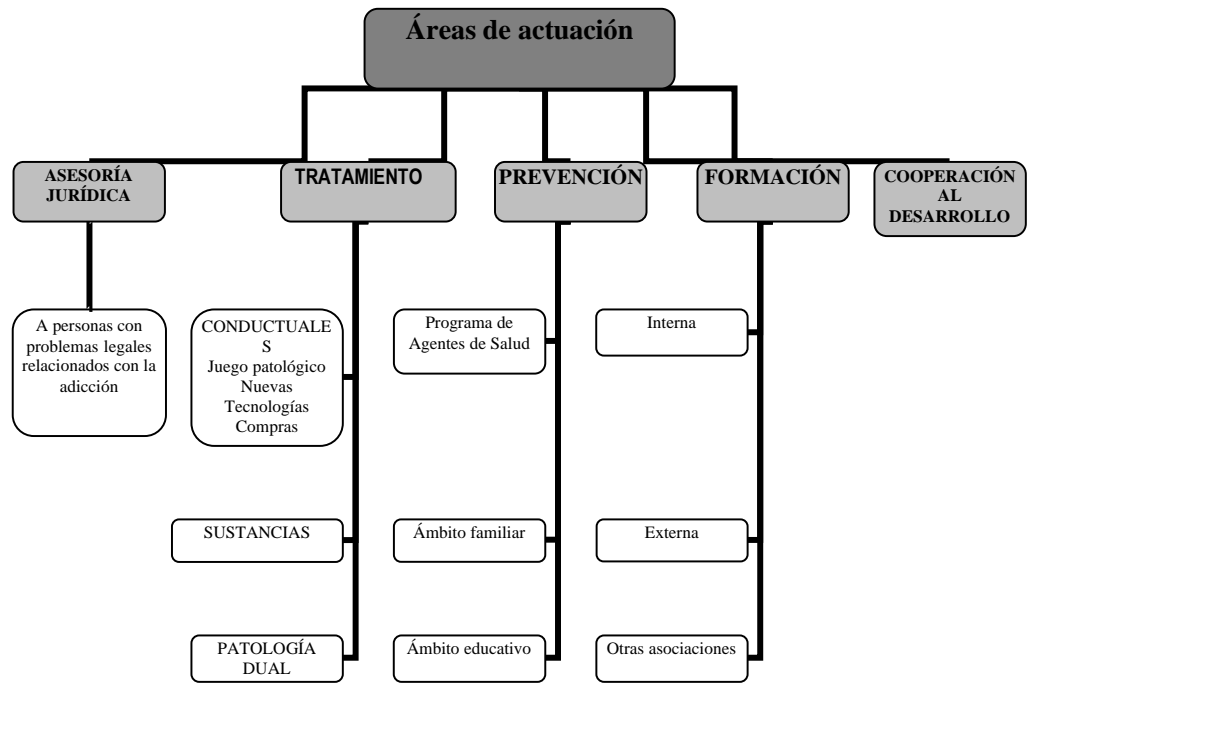 Áreas de actuación
ASESORÍA
JURÍDICA
TRATAMIENTO
PREVENCIÓN
FORMACIÓN
COOPERACIÓN
AL
DESARROLLO
A personas con
problemas legales
relacionados con la
adicción
CONDUCTUALE
S
Juego patológico
Nuevas
Tecnologías
Compras
Programa de
Agentes de Salud
Interna
SUSTANCIAS
Ámbito familiar
Externa
PATOLOGÍA
DUAL
Ámbito educativo
Otras asociaciones